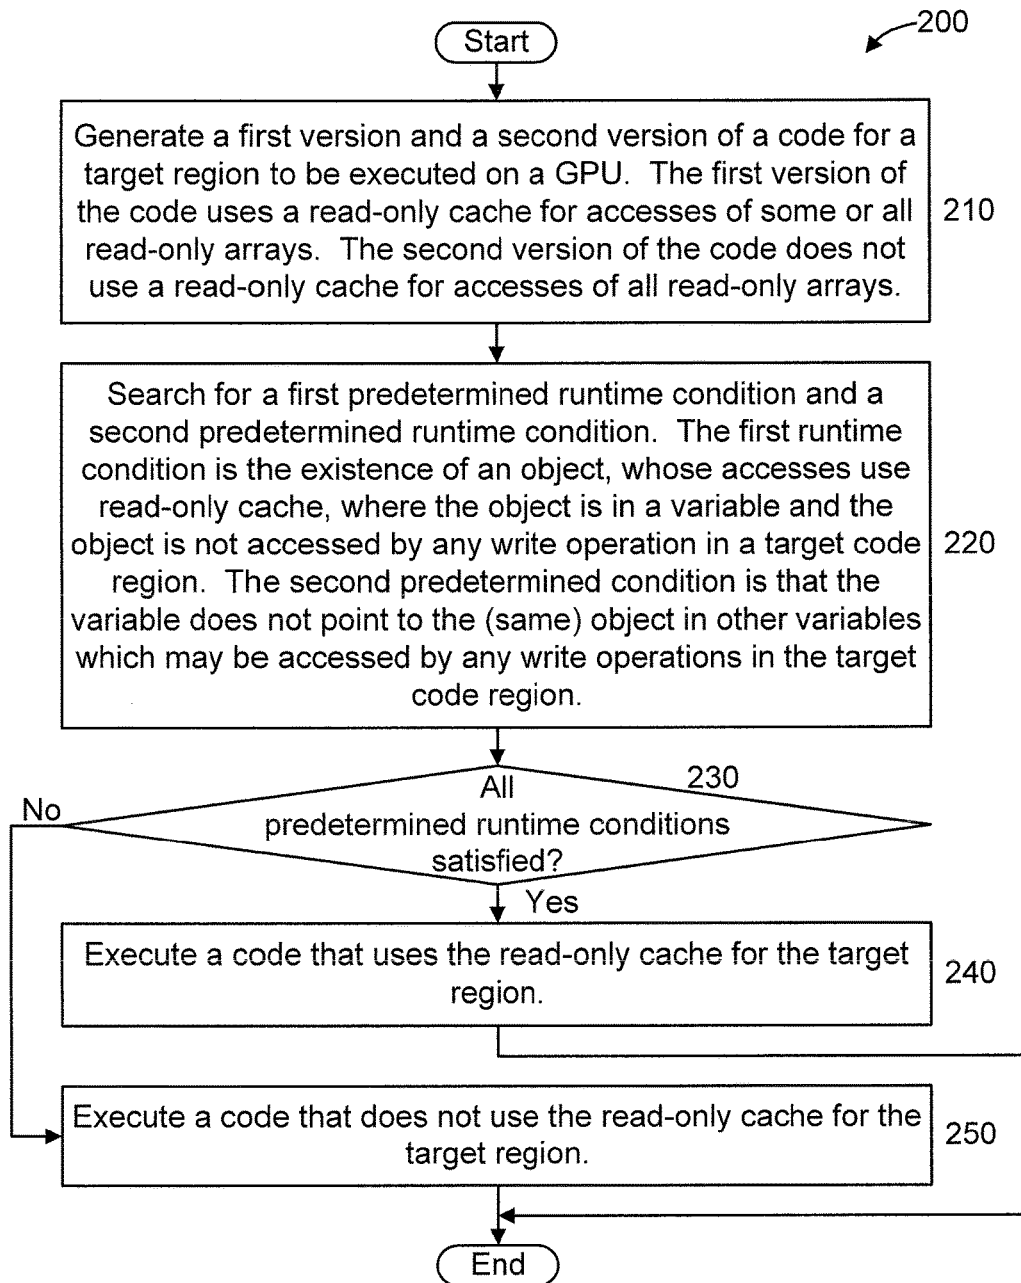 Start
200
Generate a first version and a second version of a code for a
target region to be executed on a GPU. The first version of
the code uses a read-only cache for accesses of some or all
read-only arrays. The second version of the code does not
use a read-only cache for accesses of all read-only arrays.
210
Search for a first predetermined runtime condition and a
second predetermined runtime condition. The first runtime
condition is the existence of an object, whose accesses use
read-only cache, where the object is in a variable and the
object is not accessed by any write operation in a target code
region. The second predetermined condition is that the
variable does not point to the (same) object in other variables
which may be accessed by any write operations in the target
code region.
220
230
No
All
predetermined runtime conditions
satisfied?
Yes
Execute a code that uses the read-only cache for the target
region.
240
Execute a code that does not use the read-only cache for the
target region.
250
End